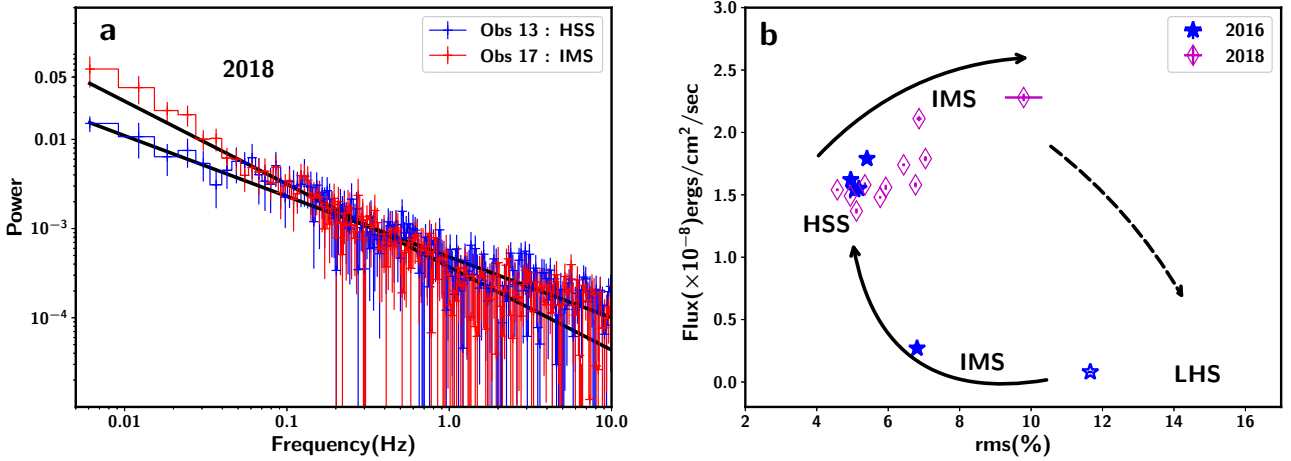 a
Obs 13 : HSS
Obs 17 : IMS
2018
0.05
0.01
10⁻³
10⁻⁴
Power
0.01
0.1
1.0
10.0
Frequency(Hz)
b
2016
2018
IMS
HSS
IMS
LHS
3.0
2.5
2.0
1.5
1.0
0.5
0.0
Flux(×10⁻⁸)ergs/cm²/sec
2
4
6
8
10
12
14
16
rms(%)